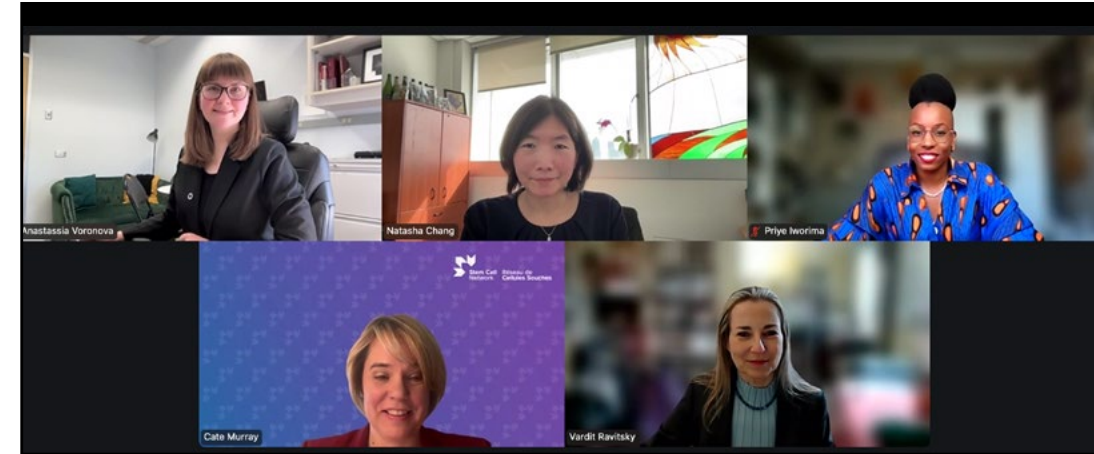 Anastassia Voronova
Natasha Chang
Priye Iworima
Stem Cell Réseau de
Network Cellules Souches
Cate Murray
Vardit Ravitsky